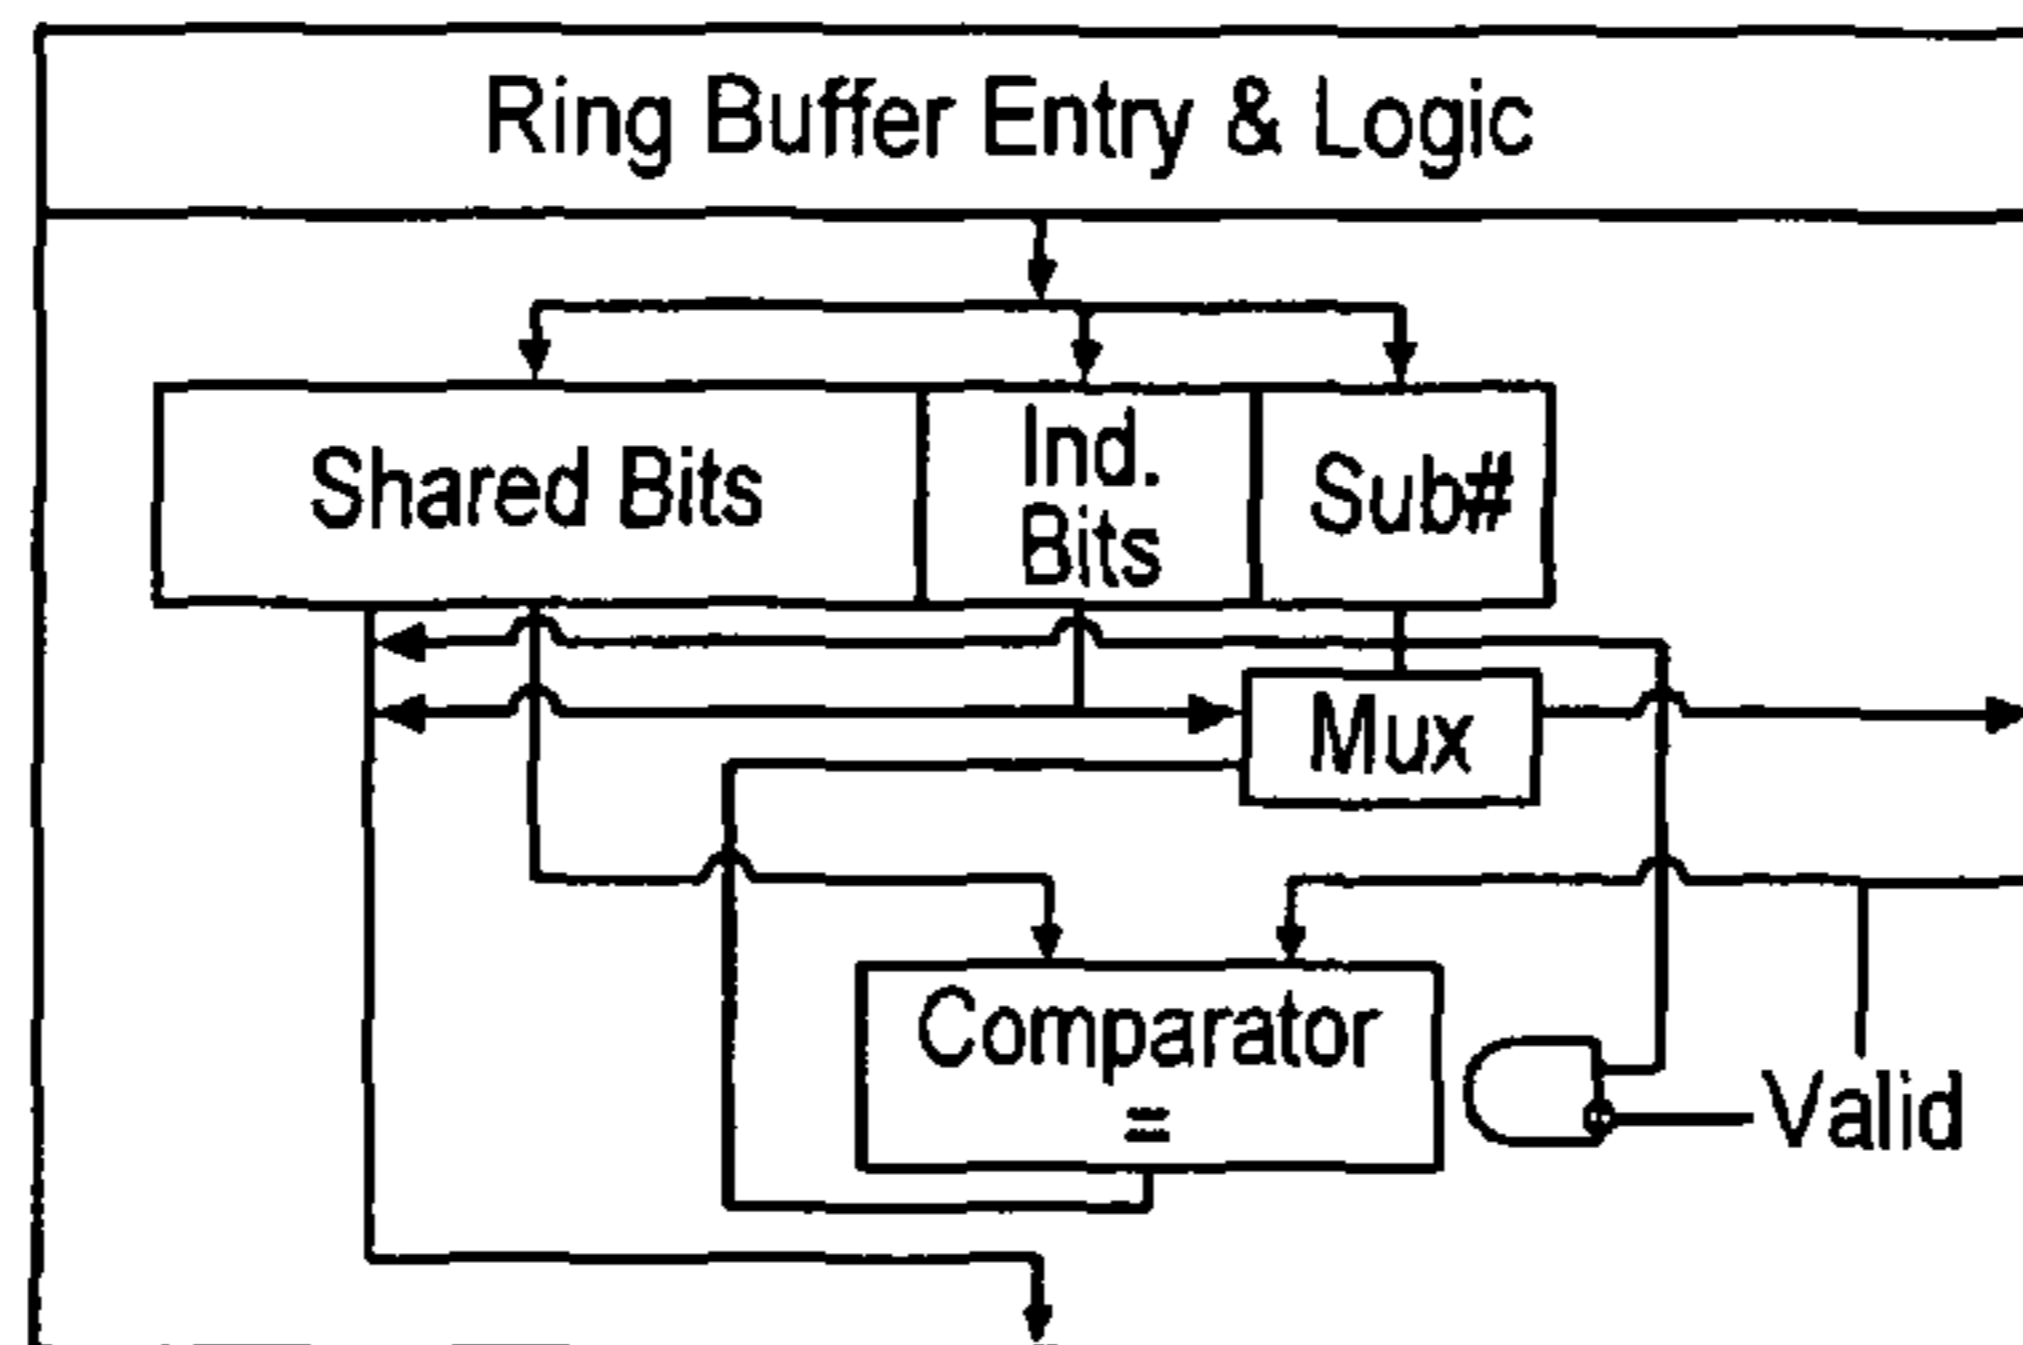 Ring Buffer Entry & Logic
Shared Bits
Ind.
Bits
Sub#
Mux
Comparator
=
Valid